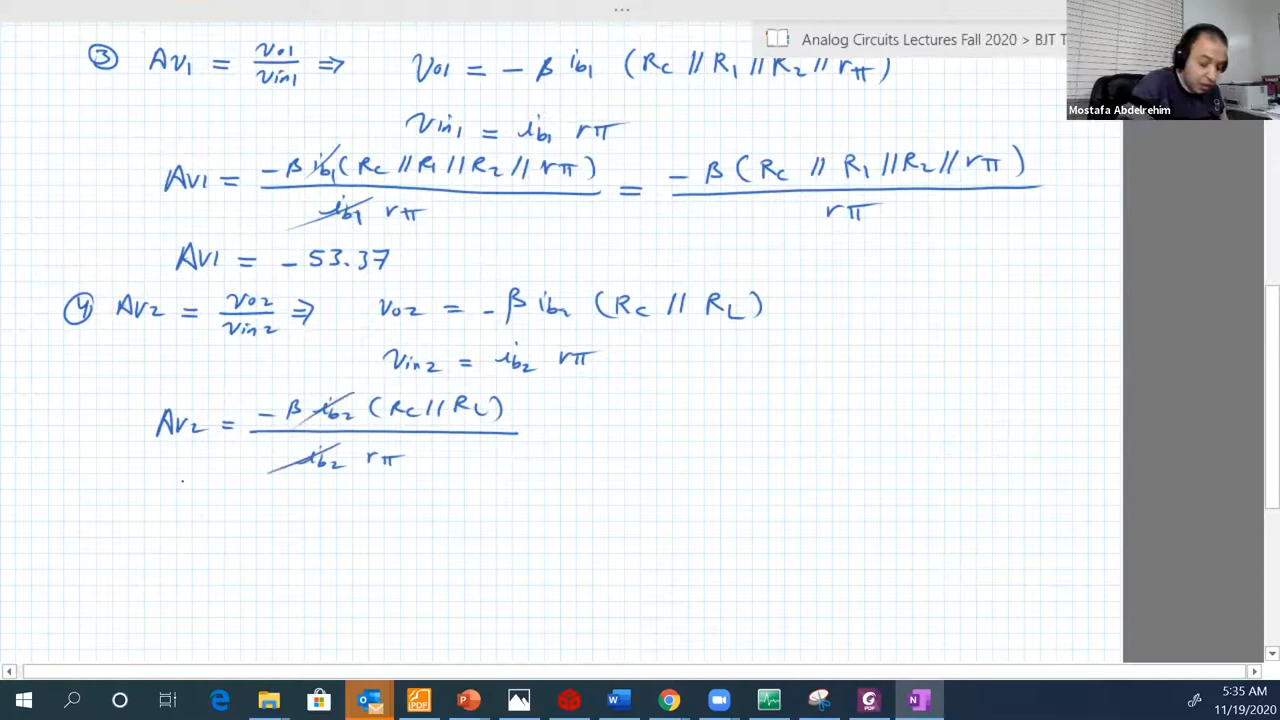 Analog Circuits Lectures Fall 2020 > BJT T
Mostafa Abdelrehim
③ Av1 = vo1 / vin1 ⇒ vo1 = - β ib1 (Rc // R1 // R2 // rπ)
vin1 = ib1 rπ
Av1 = -β ib1 (Rc // R1 // R2 // rπ) / ib1 rπ = -β (Rc // R1 // R2 // rπ) / rπ
Av1 = - 53.37
④ Av2 = vo2 / vin2 ⇒ vo2 = -β ib2 (Rc // RL)
vin2 = ib2 rπ
Av2 = -β ib2 (Rc // RL) / ib2 rπ
5:35 AM
11/19/2020